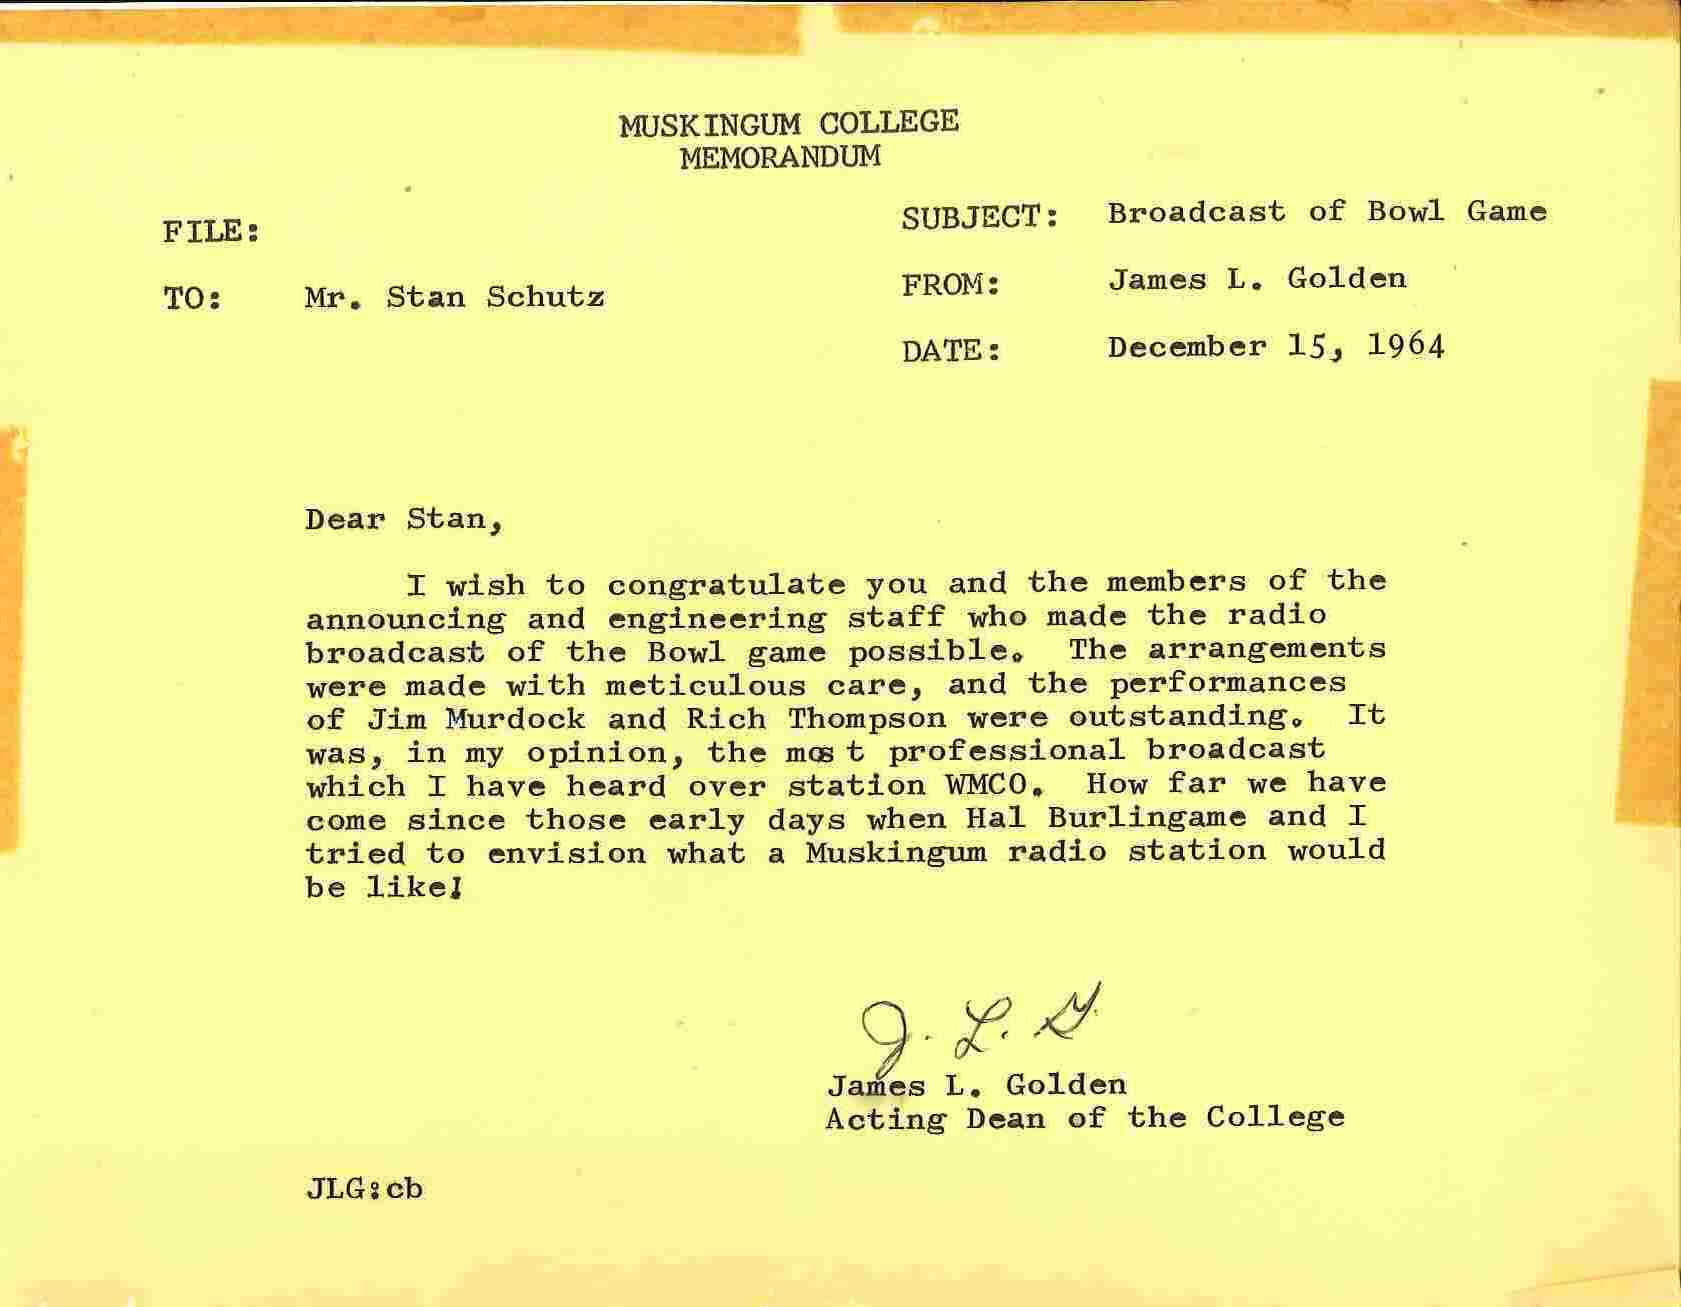 MUSKINGUM COLLEGE
MEMORANDUM
FILE:
SUBJECT: Broadcast of Bowl Game
TO: Mr. Stan Schutz
FROM: James L. Golden
DATE: December 15, 1964
Dear Stan,
I wish to congratulate you and the members of the
announcing and engineering staff who made the radio
broadcast of the Bowl game possible. The arrangements
were made with meticulous care, and the performances
of Jim Murdock and Rich Thompson were outstanding. It
was, in my opinion, the most professional broadcast
which I have heard over station WMCO. How far we have
come since those early days when Hal Burlingame and I
tried to envision what a Muskingum radio station would
be like!
J. L. G.
James L. Golden
Acting Dean of the College
JLG:cb